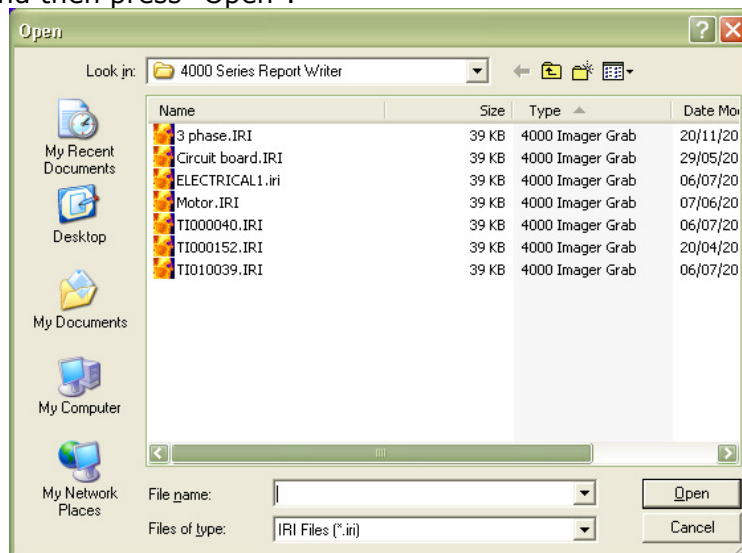 and then press "Open".
Open
Look in: 4000 Series Report Writer
Name Size Type Date Mo
3 phase.IRI 39 KB 4000 Imager Grab 20/11/20
Circuit board.IRI 39 KB 4000 Imager Grab 29/05/20
ELECTRICAL1.iri 39 KB 4000 Imager Grab 06/07/20
Motor.IRI 39 KB 4000 Imager Grab 07/06/20
TI000040.IRI 39 KB 4000 Imager Grab 06/07/20
TI000152.IRI 39 KB 4000 Imager Grab 20/04/20
TI010039.IRI 39 KB 4000 Imager Grab 06/07/20
My Recent
Documents
Desktop
My Documents
My Computer
My Network
Places
File name:
Open
Files of type: IRI Files (*.iri)
Cancel